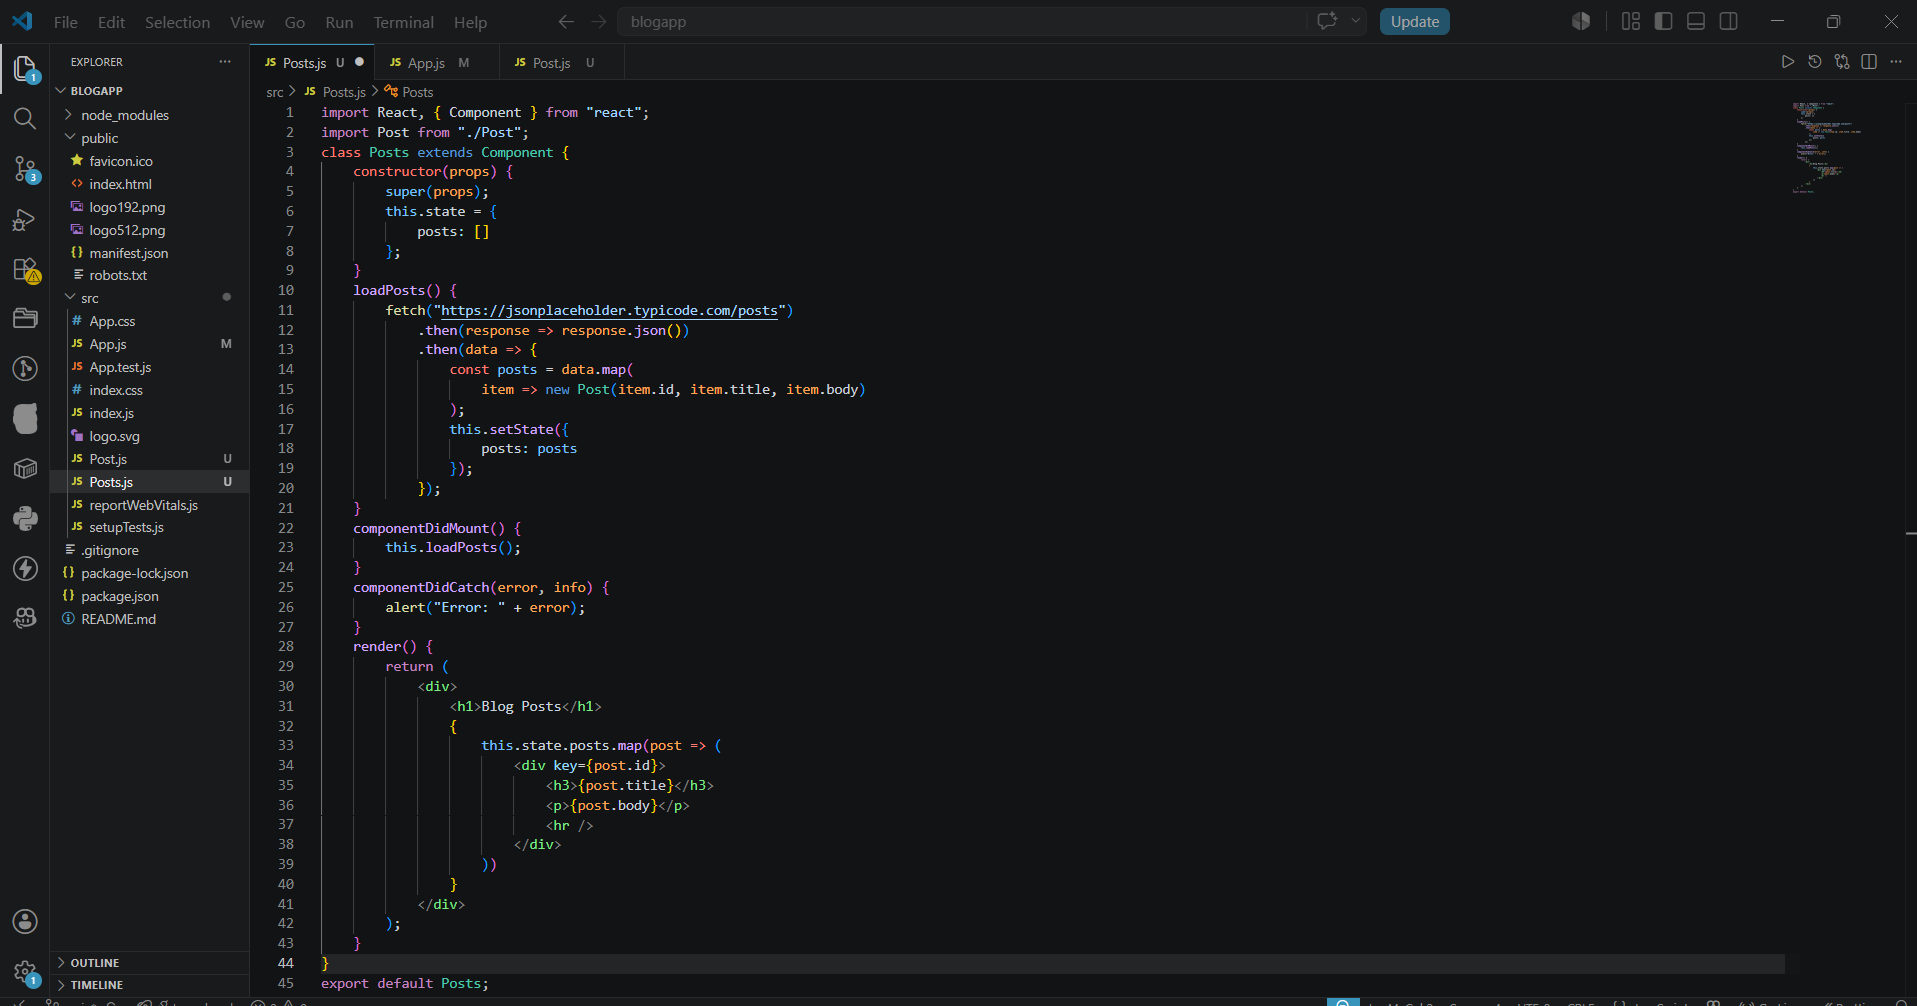 File Edit Selection View Go Run Terminal Help
blogapp
Update
EXPLORER
BLOGAPP
node_modules
public
favicon.ico
index.html
logo192.png
logo512.png
manifest.json
robots.txt
src
App.css
App.js M
App.test.js
index.css
index.js
logo.svg
Post.js U
Posts.js U
reportWebVitals.js
setupTests.js
.gitignore
package-lock.json
package.json
README.md
OUTLINE
TIMELINE
1
3
1
JS Posts.js U
JS App.js M
JS Post.js U
src > JS Posts.js > Posts
1 import React, { Component } from "react";
2 import Post from "./Post";
3 class Posts extends Component {
4 constructor(props) {
5 super(props);
6 this.state = {
7 posts: []
8 };
9 }
10 loadPosts() {
11 fetch("https://jsonplaceholder.typicode.com/posts")
12 .then(response => response.json())
13 .then(data => {
14 const posts = data.map(
15 item => new Post(item.id, item.title, item.body)
16 );
17 this.setState({
18 posts: posts
19 });
20 });
21 }
22 componentDidMount() {
23 this.loadPosts();
24 }
25 componentDidCatch(error, info) {
26 alert("Error: " + error);
27 }
28 render() {
29 return (
30 <div>
31 <h1>Blog Posts</h1>
32 {
33 this.state.posts.map(post => (
34 <div key={post.id}>
35 <h3>{post.title}</h3>
36 <p>{post.body}</p>
37 <hr />
38 </div>
39 ))
40 }
41 </div>
42 );
43 }
44 }
45 export default Posts;